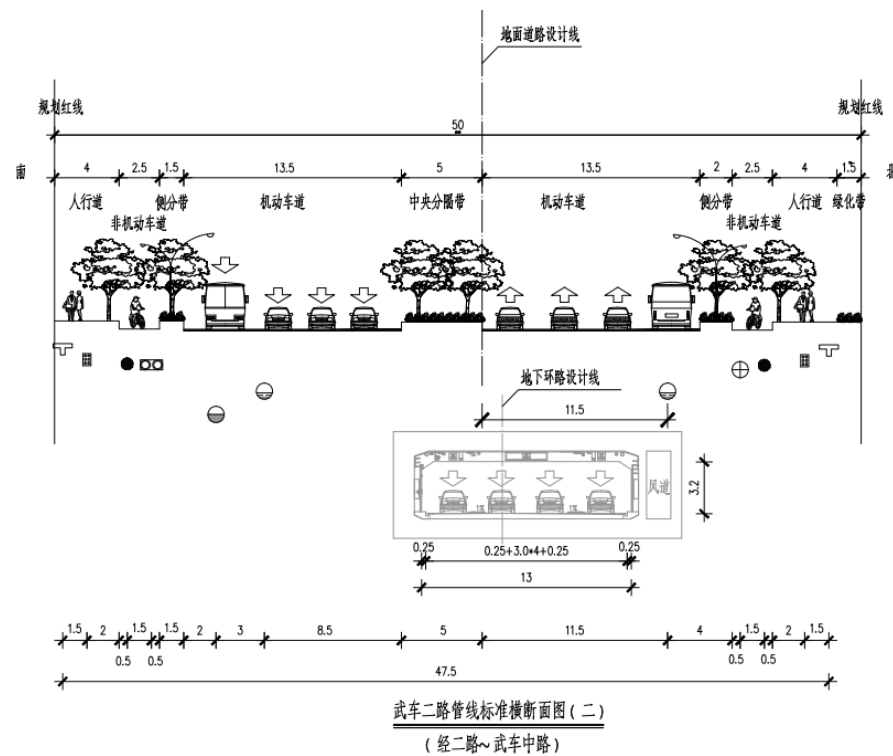 地面道路设计线
规划红线
规划红线
50
南
4
2.5
1.5
13.5
5
13.5
2
2.5
4
1.5
人行道
侧分带
机动车道
中央分隔带
机动车道
侧分带
人行道
绿化带
非机动车道
非机动车道
地下环路设计线
11.5
风道
3.2
0.25
0.25+3.0*4+0.25
0.25
13
1.5
2
1.5
1.5
2
3
8.5
5
11.5
4
1.5
2
1.5
0.5
0.5
0.5
0.5
47.5
武车二路管线标准横断面图(二)
(经二路~武车中路)